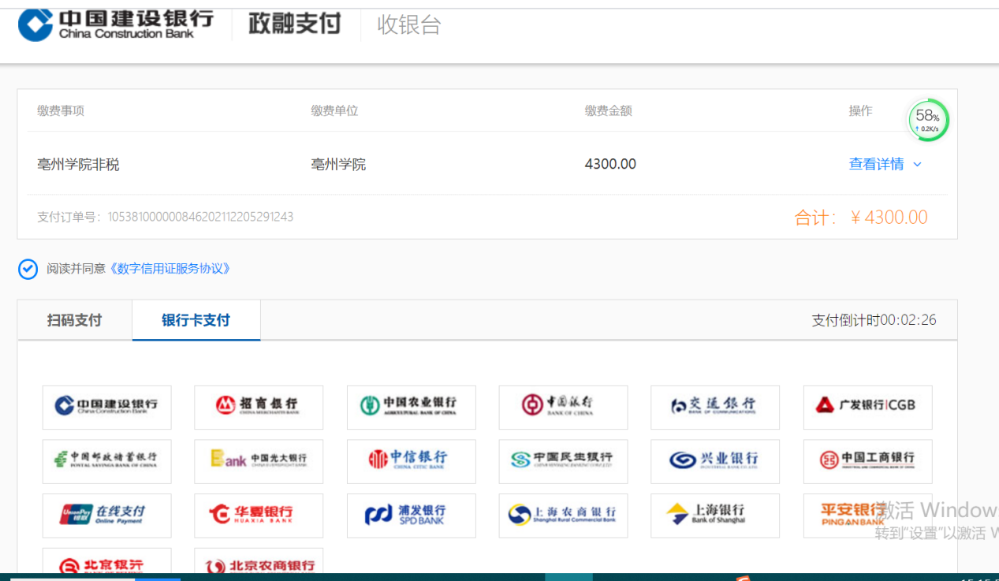 中国建设银行 政融支付 收银台
China Construction Bank
缴费事项 缴费单位 缴费金额 操作
58%
↑ 0.2K/s
亳州学院非税 亳州学院 4300.00 查看详情
支付订单号：105381000000846202112205291243 合计：￥4300.00
阅读并同意《数字信用证服务协议》
扫码支付 银行卡支付 支付倒计时00:02:26
中国建设银行 招商银行 中国农业银行 中国银行 交通银行 广发银行|CGB
China Construction Bank CHINA MERCHANTS BANK AGRICULTURAL BANK OF CHINA BANK OF CHINA BANK OF COMMUNICATIONS
中国邮政储蓄银行 Bank 中国光大银行 中信银行 中国民生银行 兴业银行 中国工商银行
POSTAL SAVINGS BANK OF CHINA CHINA EVERBRIGHT BANK CHINA CITIC BANK INDUSTRIAL AND COMMERCIAL BANK OF CHINA
UnionPay 银联 在线支付 华夏银行 浦发银行 上海农商银行 上海银行 平安银行
Online Payment HUAXIA BANK SPD BANK Shanghai Rural Commercial Bank Bank of Shanghai PINGAN BANK
激活 Window
转到"设置"以激活 W
北京银行 北京农商银行